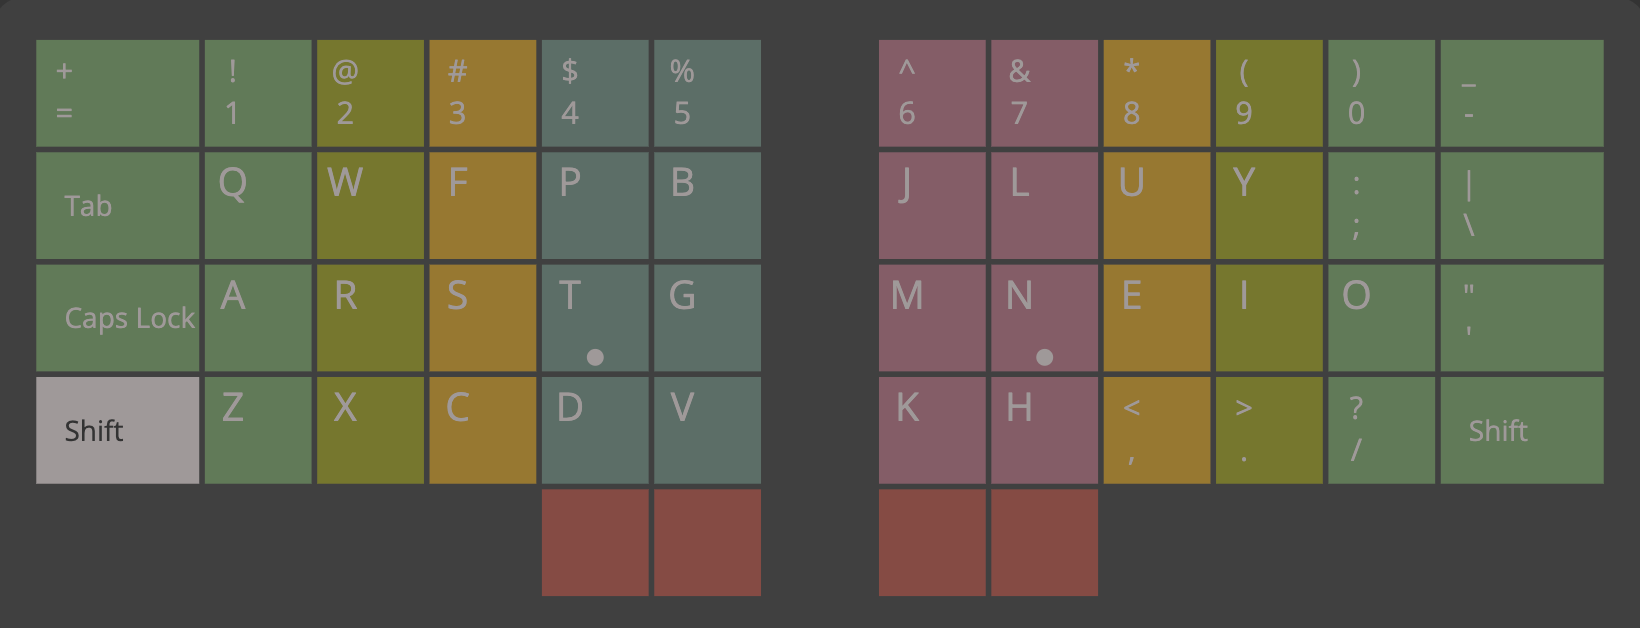 + ! @ # $ % ^ & * ( ) _
= 1 2 3 4 5 6 7 8 9 0 -
Tab Q W F P B J L U Y : |
; \
Caps Lock A R S T G M N E I O "
'
Shift Z X C D V K H < > ? Shift
, . /